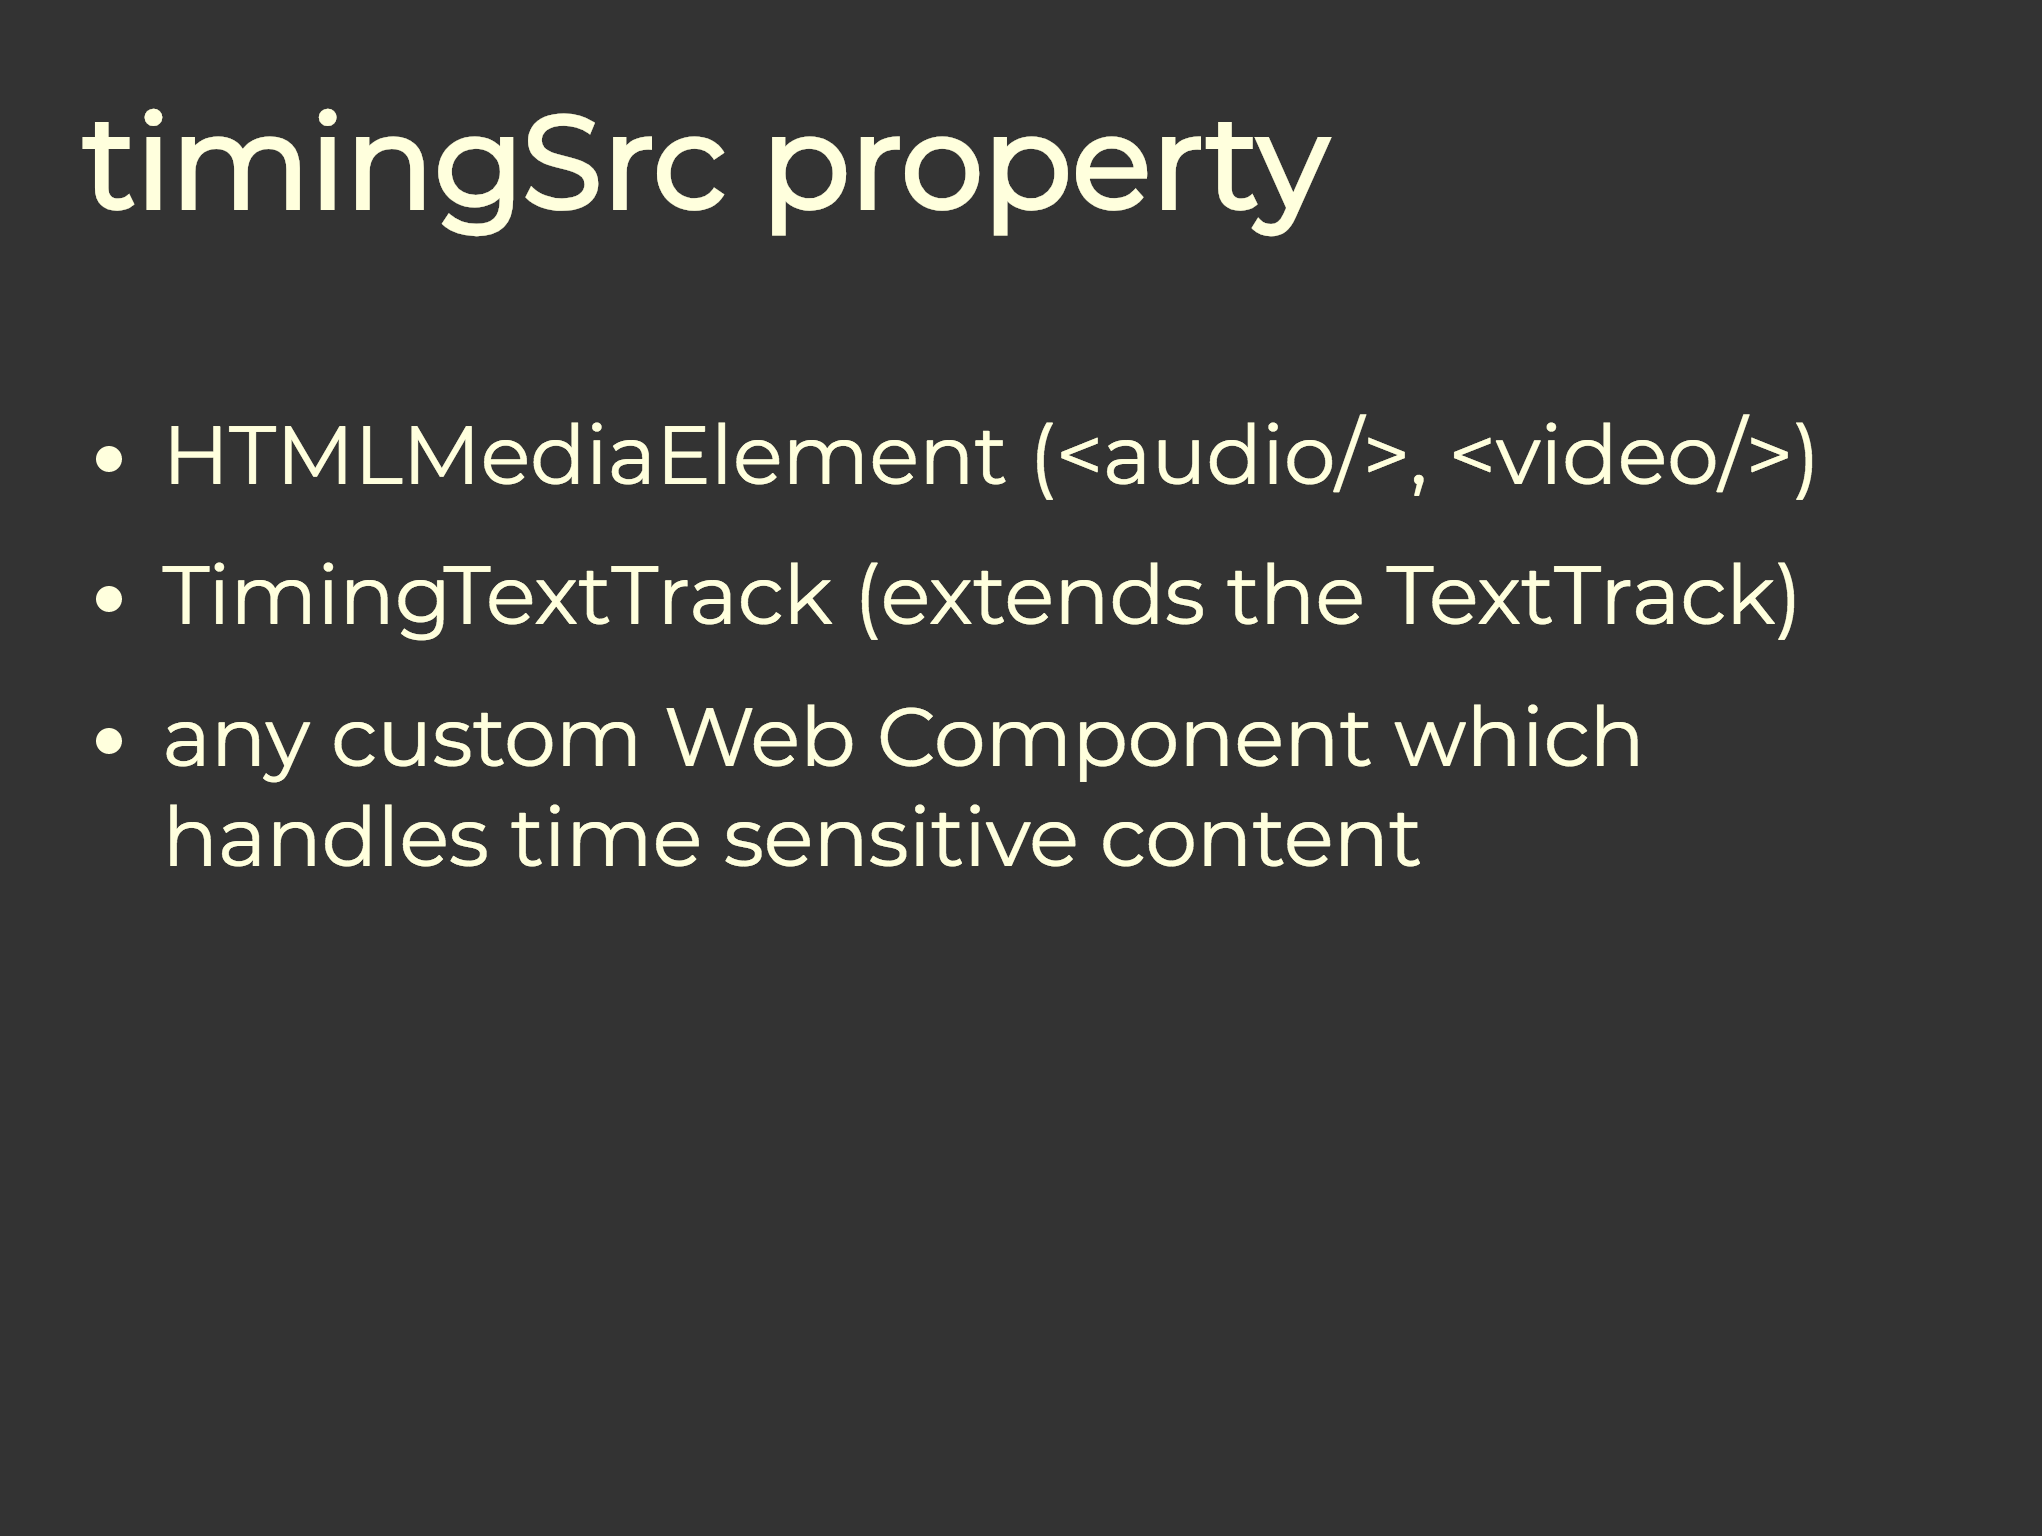 timingSrc property
• HTMLMediaElement (<audio/>, <video/>)
• TimingTextTrack (extends the TextTrack)
• any custom Web Component which
handles time sensitive content